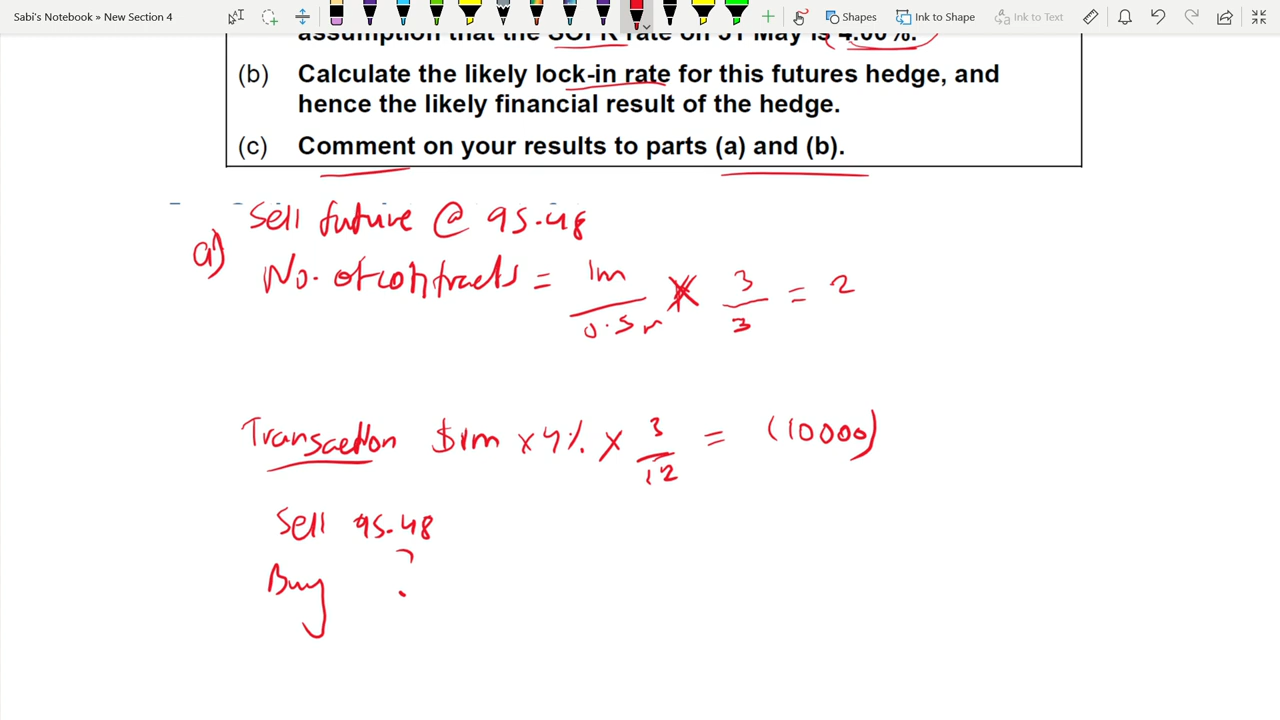 Sabi's Notebook » New Section 4
Shapes
Ink to Shape
Ink to Text
assumption that the SOFR rate on 31 May is 4.00%.
(b) Calculate the likely lock-in rate for this futures hedge, and
hence the likely financial result of the hedge.
(c) Comment on your results to parts (a) and (b).
a) Sell future @ 95.48
No. of contracts = 1m / 0.5m × 3/3 = 2
Transaction $1m × 4% × 3/12 = (10000)
Sell 95.48
Buy ?